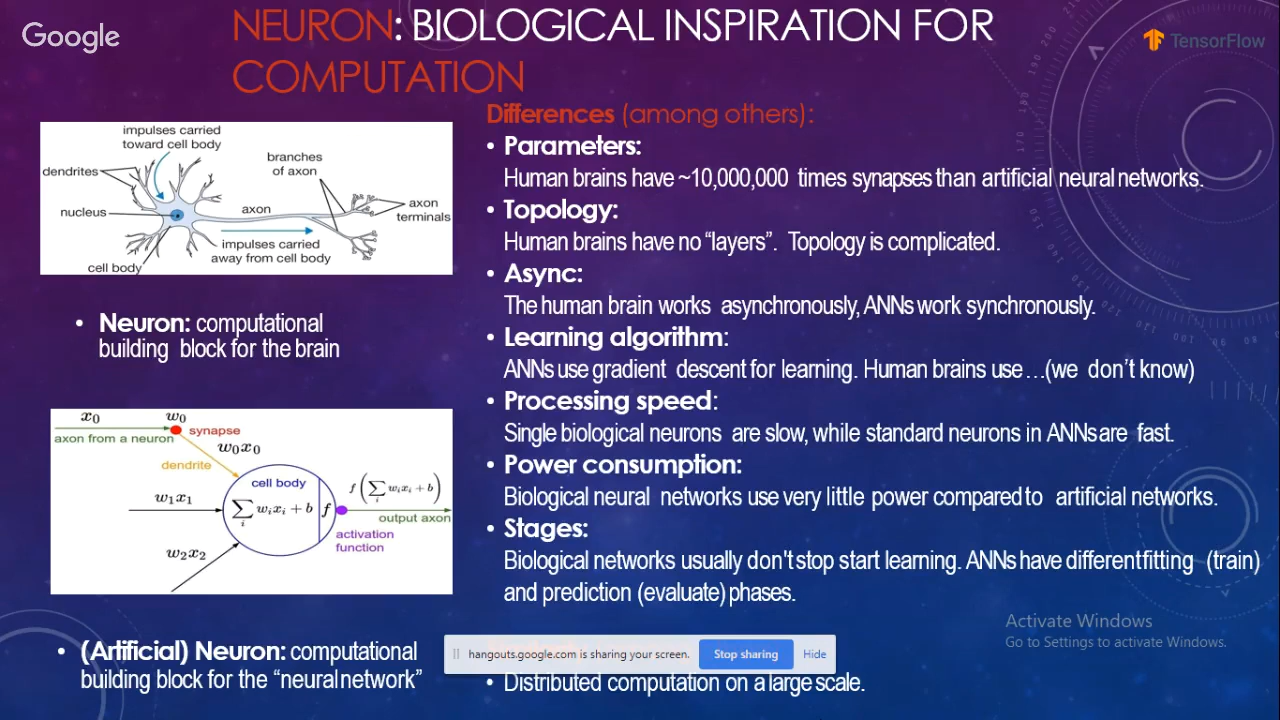 Google
NEURON: BIOLOGICAL INSPIRATION FOR
COMPUTATION
TensorFlow
impulses carried
toward cell body
branches
of axon
dendrites
nucleus
axon
axon
terminals
impulses carried
away from cell body
cell body
• Neuron: computational
building block for the brain
x0
w0
axon from a neuron
synapse
w0x0
dendrite
cell body
w1x1
∑i wixi + b
f
f(∑i wixi + b)
output axon
activation
function
w2x2
• (Artificial) Neuron: computational
building block for the “neural network”
Differences (among others):
• Parameters:
Human brains have ~10,000,000 times synapses than artificial neural networks.
• Topology:
Human brains have no “layers”. Topology is complicated.
• Async:
The human brain works asynchronously, ANNs work synchronously.
• Learning algorithm:
ANNs use gradient descent for learning. Human brains use …(we don’t know)
• Processing speed:
Single biological neurons are slow, while standard neurons in ANNs are fast.
• Power consumption:
Biological neural networks use very little power compared to artificial networks.
• Stages:
Biological networks usually don't stop start learning. ANNs have different fitting (train)
and prediction (evaluate) phases.
Activate Windows
Go to Settings to activate Windows.
hangouts.google.com is sharing your screen. Stop sharing Hide
• Distributed computation on a large scale.